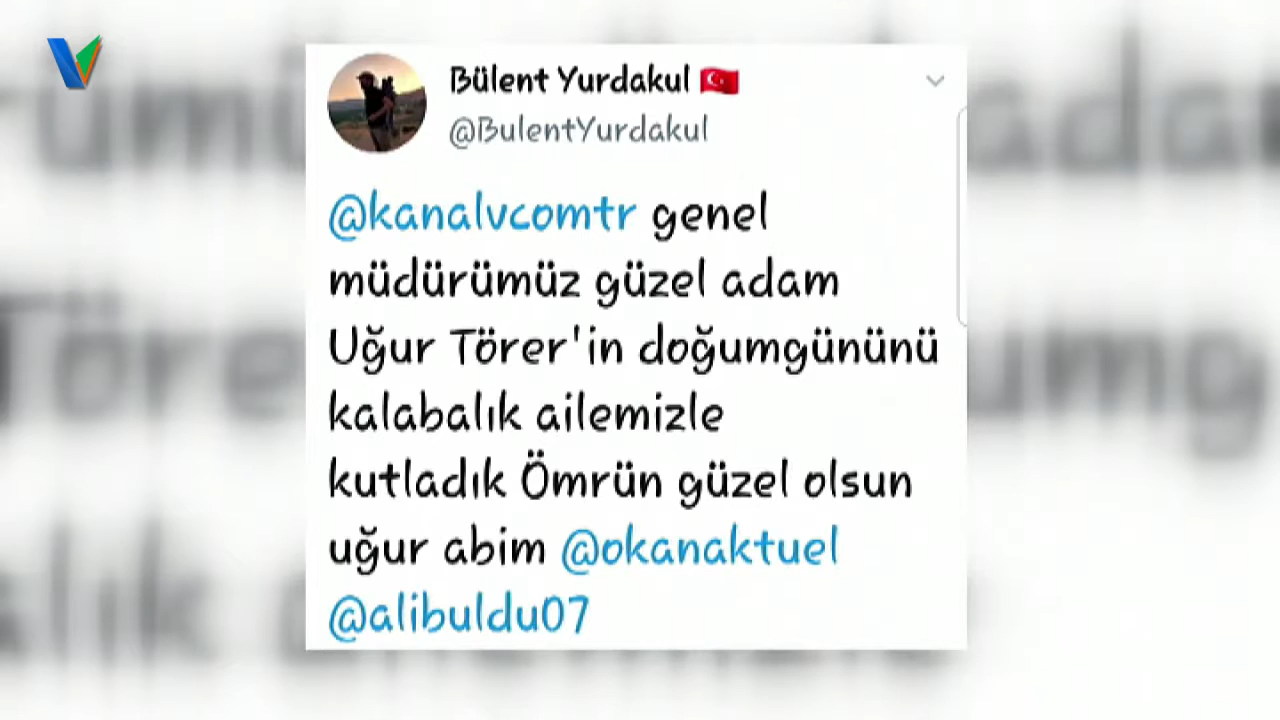 Bülent Yurdakul 🇹🇷
@BulentYurdakul
@kanalvcomtr genel
müdürümüz güzel adam
Uğur Törer'in doğumgününü
kalabalık ailemizle
kutladık Ömrün güzel olsun
uğur abim @okanaktuel
@alibuldu07